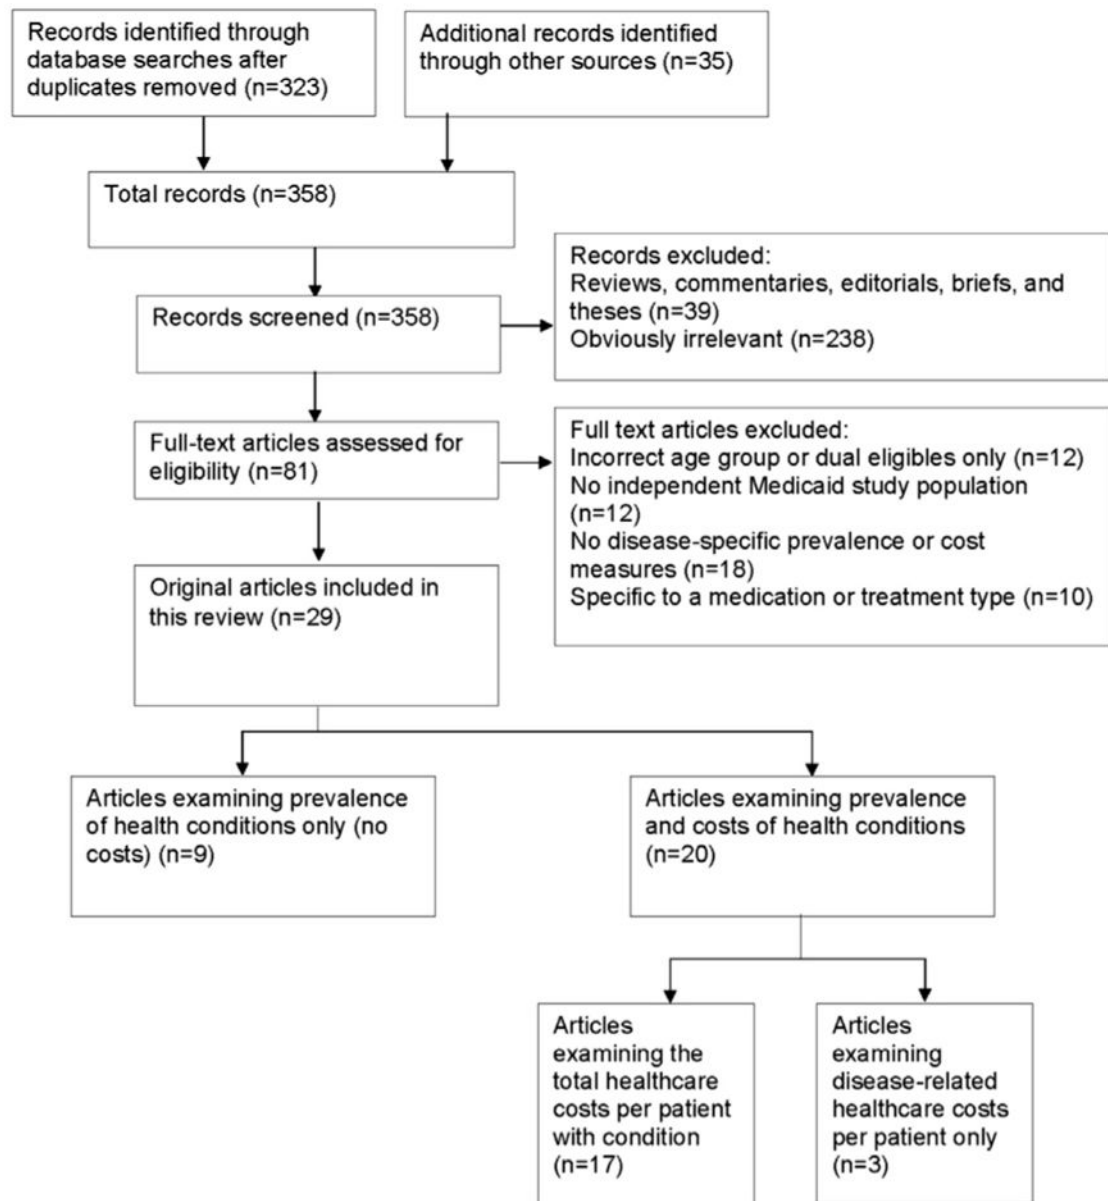 Records identified through
database searches after
duplicates removed (n=323)
Additional records identified
through other sources (n=35)
Total records (n=358)
Records screened (n=358)
Records excluded:
Reviews, commentaries, editorials, briefs, and
theses (n=39)
Obviously irrelevant (n=238)
Full-text articles assessed for
eligibility (n=81)
Full text articles excluded:
Incorrect age group or dual eligibles only (n=12)
No independent Medicaid study population
(n=12)
No disease-specific prevalence or cost
measures (n=18)
Specific to a medication or treatment type (n=10)
Original articles included in
this review (n=29)
Articles examining prevalence
of health conditions only (no
costs) (n=9)
Articles examining prevalence
and costs of health conditions
(n=20)
Articles
examining the
total healthcare
costs per patient
with condition
(n=17)
Articles
examining
disease-related
healthcare costs
per patient only
(n=3)